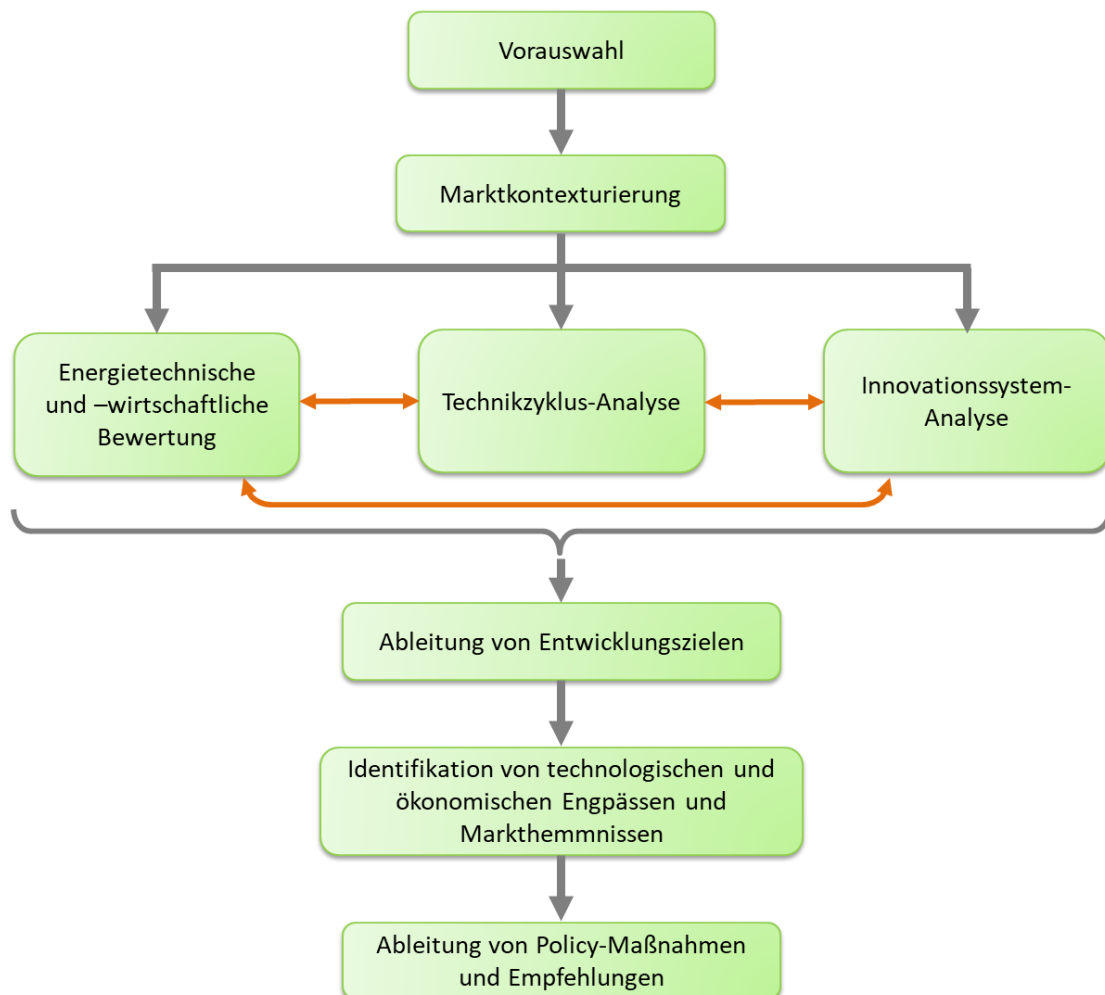 Vorauswahl
Marktkontexturierung
Energietechnische
und –wirtschaftliche
Bewertung
Technikzyklus-Analyse
Innovationssystem-
Analyse
Ableitung von Entwicklungszielen
Identifikation von technologischen und
ökonomischen Engpässen und
Markthemmnissen
Ableitung von Policy-Maßnahmen
und Empfehlungen